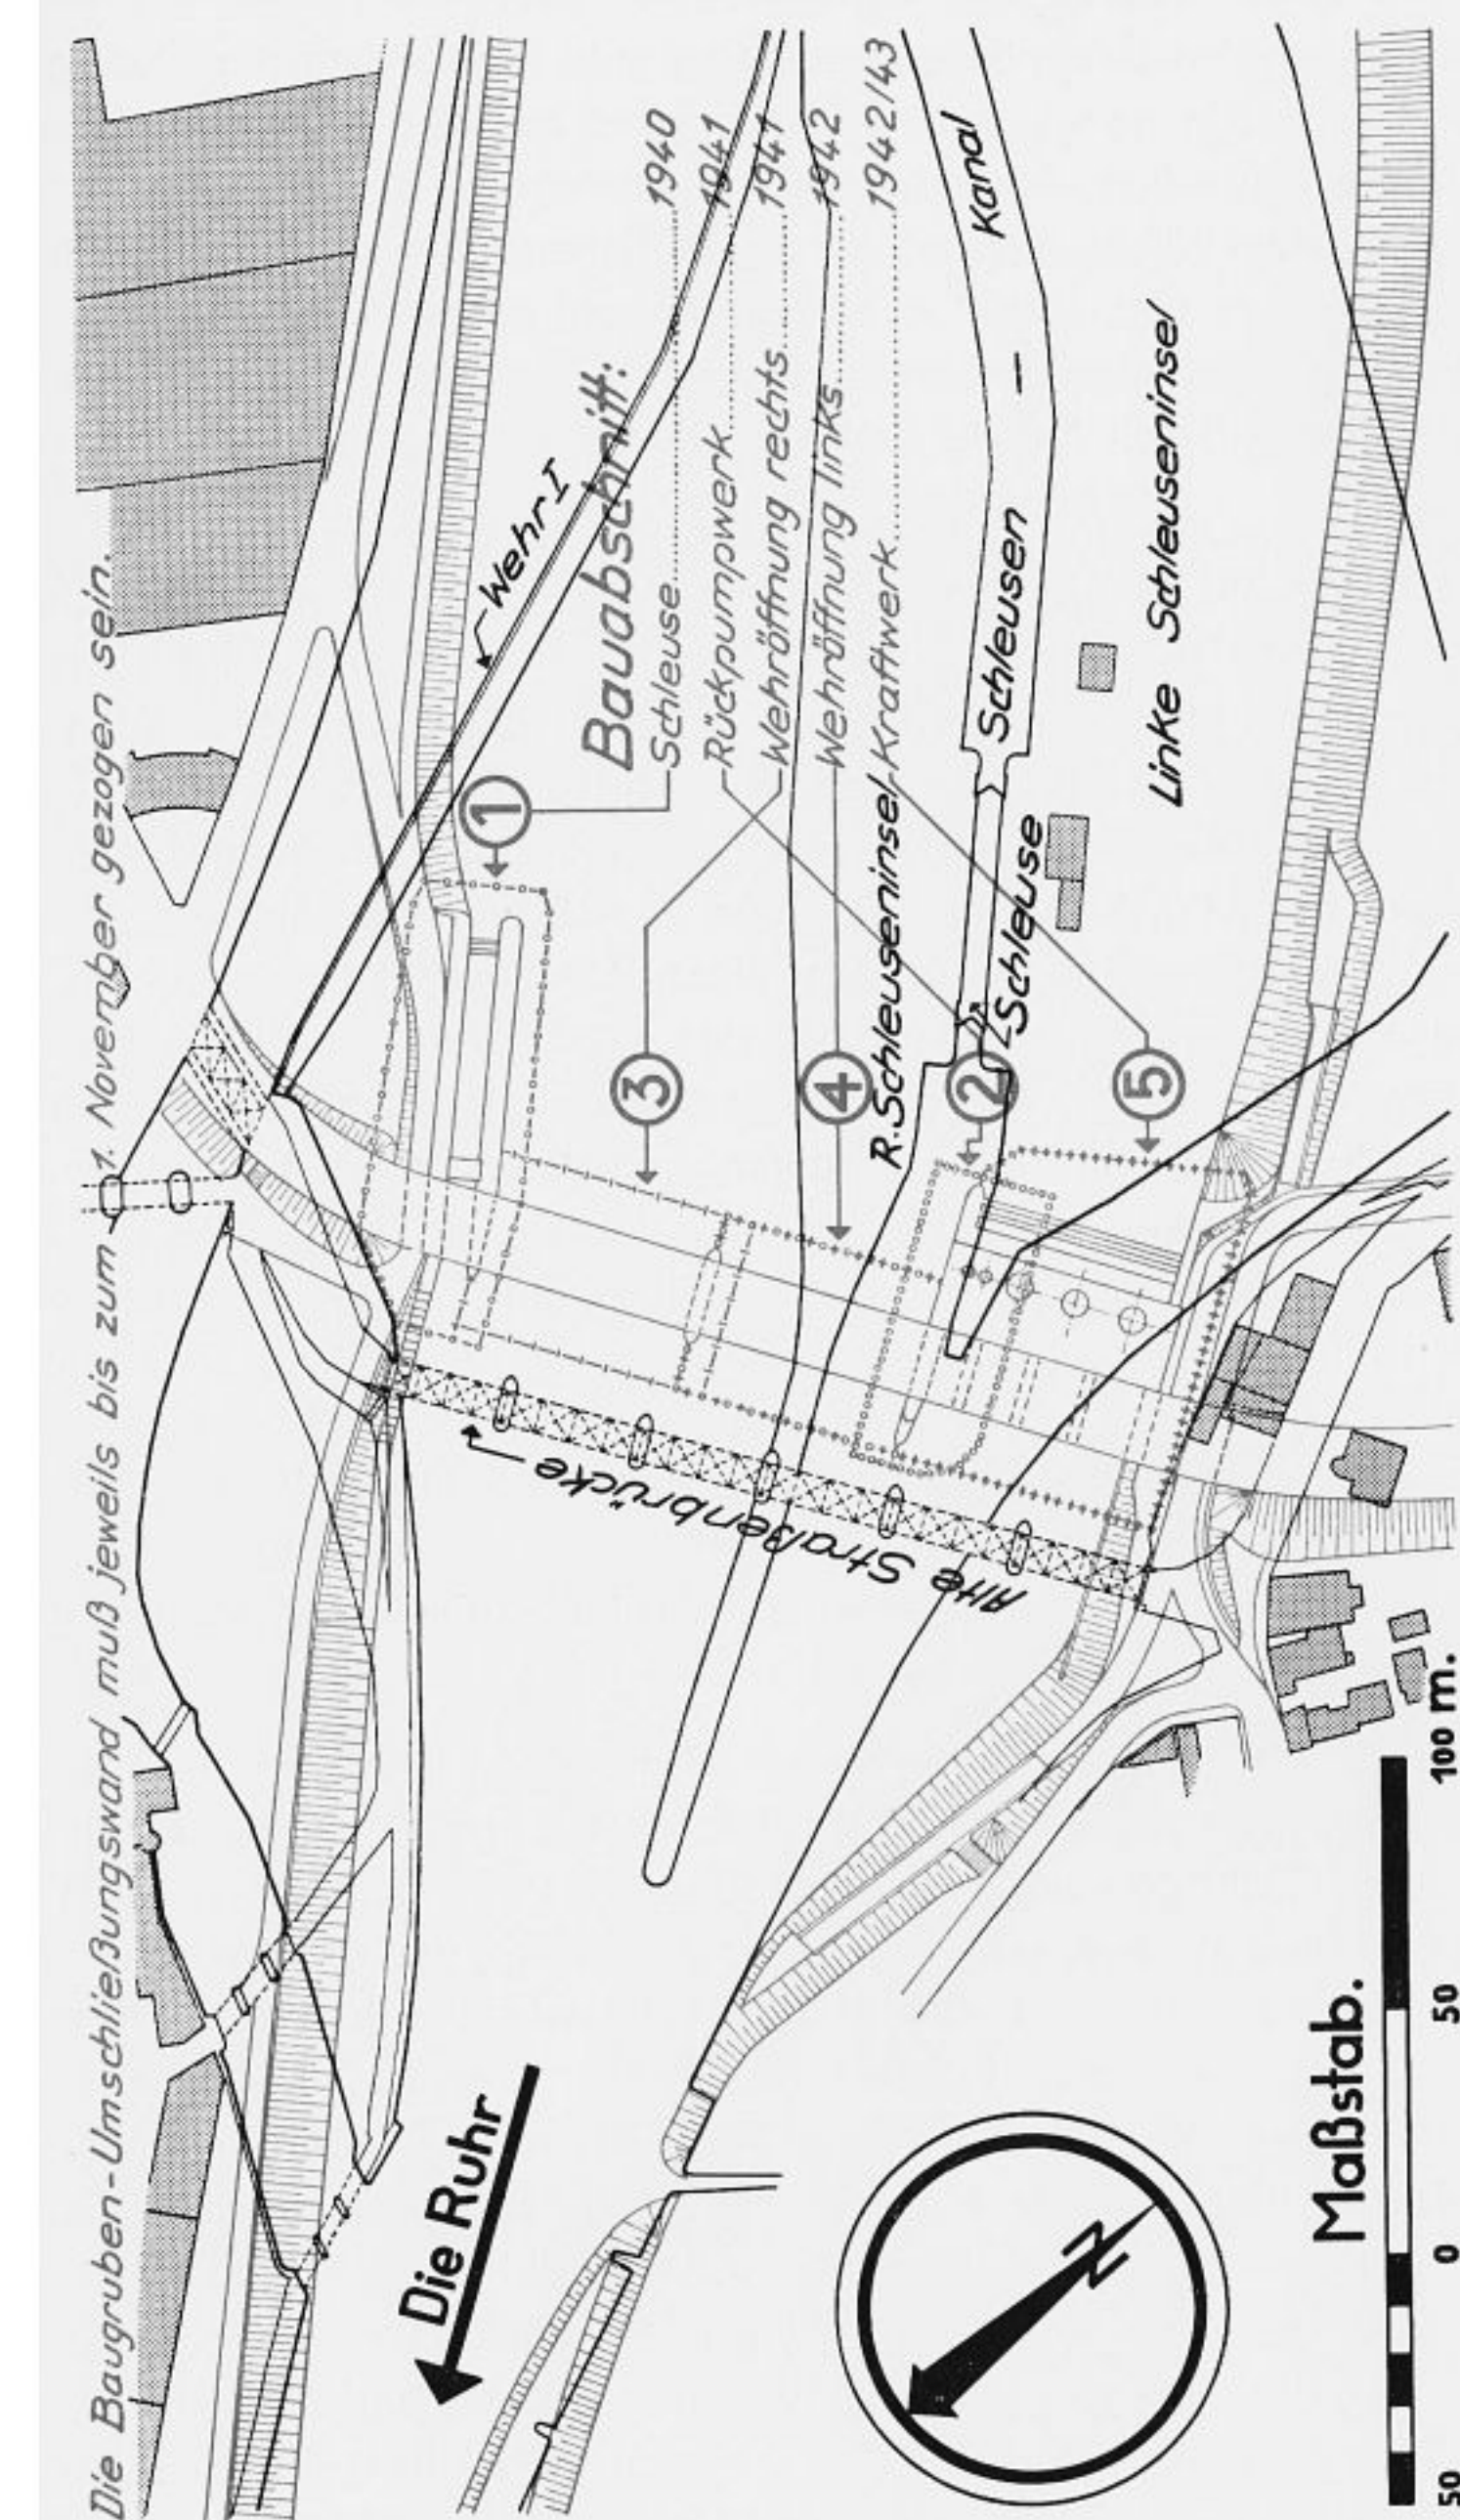 Die Baugruben-Umschließungswand muß jeweils bis zum 1. November gezogen sein.
Wehr I
Bauabschnitt:
1 Schleuse 1940
2 Rückpumpwerk 1941
3 Wehröffnung rechts 1941
4 Wehröffnung links 1942
5 Kraftwerk 1942/43
R. Schleuseninsel
Schleusen - Kanal
Schleuse
Linke Schleuseninsel
Alte Straßenbrücke
Die Ruhr
N
Maßstab.
50 0 50 100 m.